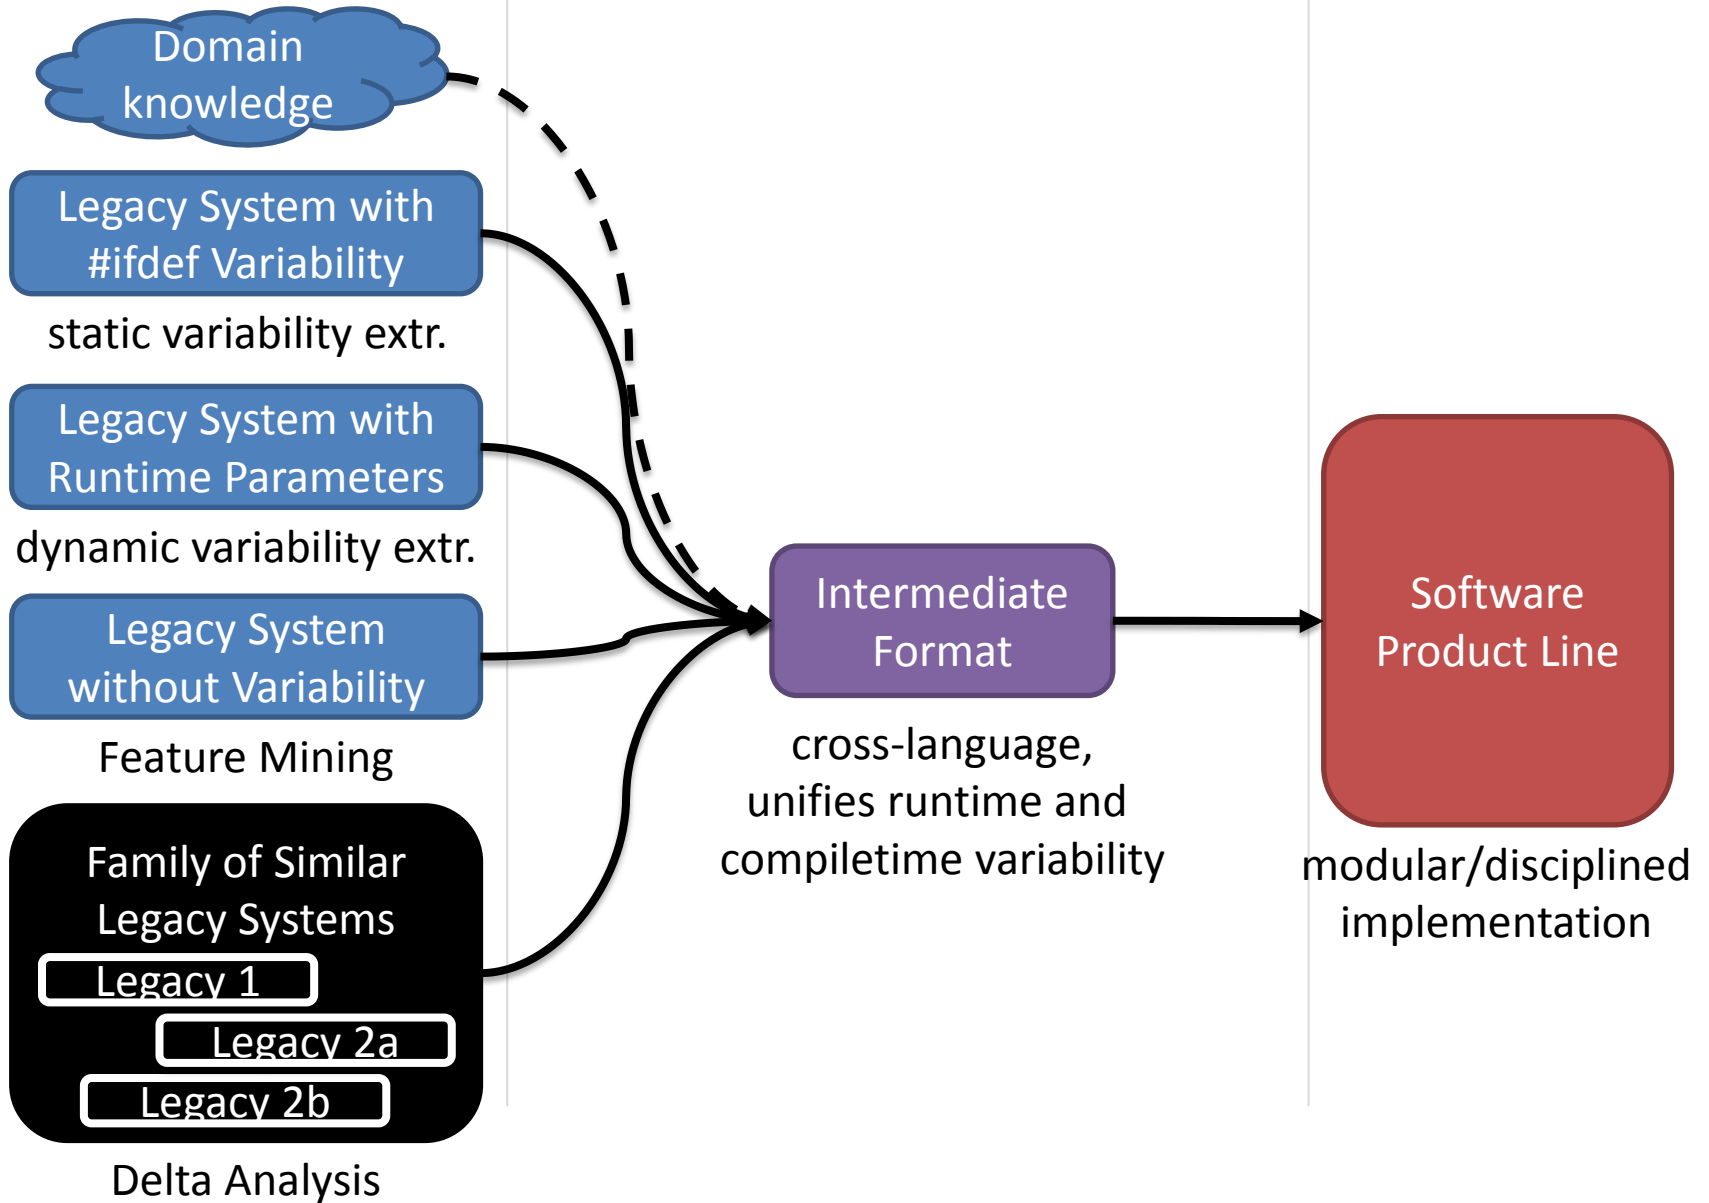 Domain
knowledge
Legacy System with
#ifdef Variability
static variability extr.
Legacy System with
Runtime Parameters
dynamic variability extr.
Legacy System
without Variability
Feature Mining
Family of Similar
Legacy Systems
Legacy 1
Legacy 2a
Legacy 2b
Delta Analysis
Intermediate
Format
cross-language,
unifies runtime and
compiletime variability
Software
Product Line
modular/disciplined
implementation